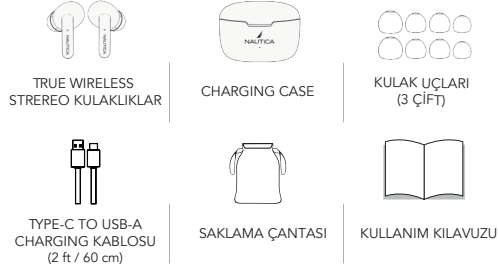 NAUTICA
NAUTICA
NAUTICA
TRUE WIRELESS
STREREO KULAKLIKLAR
CHARGING CASE
KULAK UÇLARI
(3 ÇİFT)
TYPE-C TO USB-A
CHARGING KABLOSU
(2 ft / 60 cm)
SAKLAMA ÇANTASI
KULLANIM KILAVUZU